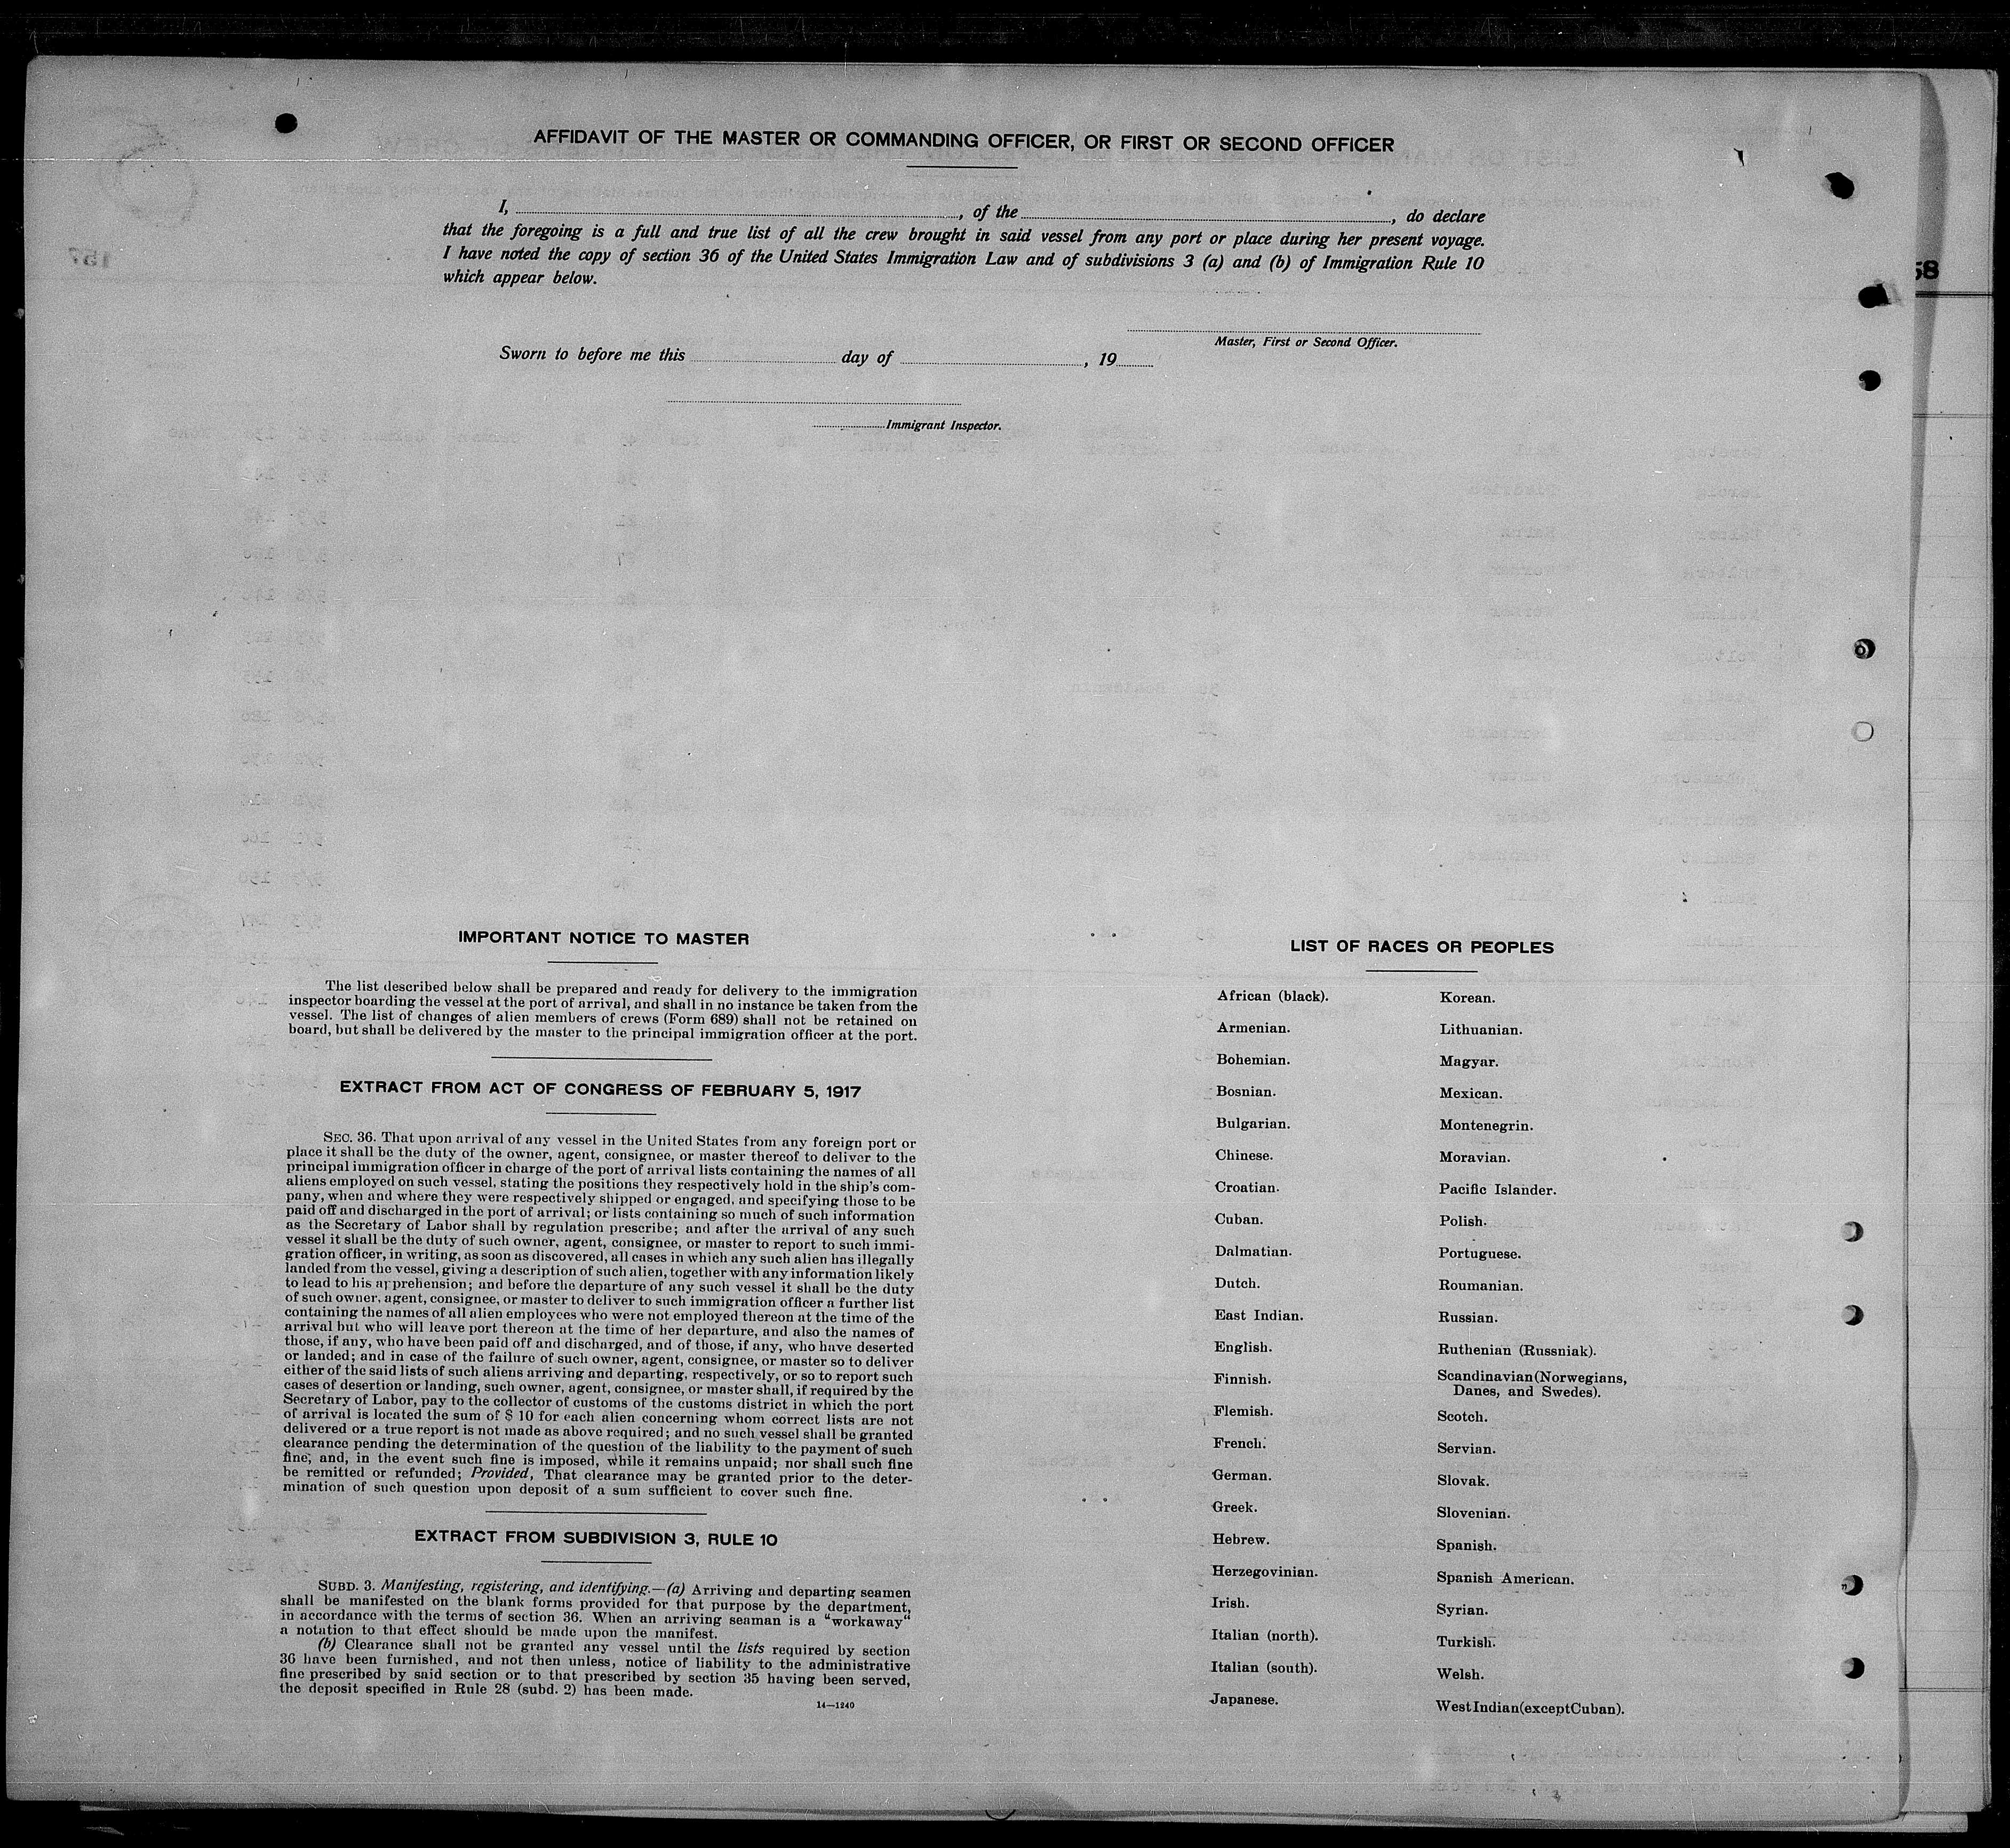 AFFIDAVIT OF THE MASTER OR COMMANDING OFFICER, OR FIRST OR SECOND OFFICER
I, , of the , do declare
that the foregoing is a full and true list of all the crew brought in said vessel from any port or place during her present voyage.
I have noted the copy of section 36 of the United States Immigration Law and of subdivisions 3 (a) and (b) of Immigration Rule 10
which appear below.
Master, First or Second Officer.
Sworn to before me this day of , 19
Immigrant Inspector.
58
IMPORTANT NOTICE TO MASTER
The list described below shall be prepared and ready for delivery to the immigration
inspector boarding the vessel at the port of arrival, and shall in no instance be taken from the
vessel. The list of changes of alien members of crews (Form 689) shall not be retained on
board, but shall be delivered by the master to the principal immigration officer at the port.
EXTRACT FROM ACT OF CONGRESS OF FEBRUARY 5, 1917
SEC. 36. That upon arrival of any vessel in the United States from any foreign port or
place it shall be the duty of the owner, agent, consignee, or master thereof to deliver to the
principal immigration officer in charge of the port of arrival lists containing the names of all
aliens employed on such vessel, stating the positions they respectively hold in the ship's com-
pany, when and where they were respectively shipped or engaged, and specifying those to be
paid off and discharged in the port of arrival; or lists containing so much of such information
as the Secretary of Labor shall by regulation prescribe; and after the arrival of any such
vessel it shall be the duty of such owner, agent, consignee, or master to report to such immi-
gration officer, in writing, as soon as discovered, all cases in which any such alien has illegally
landed from the vessel, giving a description of such alien, together with any information likely
to lead to his apprehension; and before the departure of any such vessel it shall be the duty
of such owner, agent, consignee, or master to deliver to such immigration officer a further list
containing the names of all alien employees who were not employed thereon at the time of the
arrival but who will leave port thereon at the time of her departure, and also the names of
those, if any, who have been paid off and discharged, and of those, if any, who have deserted
or landed; and in case of the failure of such owner, agent, consignee, or master so to deliver
either of the said lists of such aliens arriving and departing, respectively, or so to report such
cases of desertion or landing, such owner, agent, consignee, or master shall, if required by the
Secretary of Labor, pay to the collector of customs of the customs district in which the port
of arrival is located the sum of $ 10 for each alien concerning whom correct lists are not
delivered or a true report is not made as above required; and no such vessel shall be granted
clearance pending the determination of the question of the liability to the payment of such
fine; and, in the event such fine is imposed, while it remains unpaid; nor shall such fine
be remitted or refunded; Provided, That clearance may be granted prior to the deter-
mination of such question upon deposit of a sum sufficient to cover such fine.
EXTRACT FROM SUBDIVISION 3, RULE 10
SUBD. 3. Manifesting, registering, and identifying.—(a) Arriving and departing seamen
shall be manifested on the blank forms provided for that purpose by the department,
in accordance with the terms of section 36. When an arriving seaman is a “workaway“
a notation to that effect should be made upon the manifest.
(b) Clearance shall not be granted any vessel until the lists required by section
36 have been furnished, and not then unless, notice of liability to the administrative
fine prescribed by said section or to that prescribed by section 35 having been served,
the deposit specified in Rule 28 (subd. 2) has been made.
14—1240
LIST OF RACES OR PEOPLES
African (black).
Armenian.
Bohemian.
Bosnian.
Bulgarian.
Chinese.
Croatian.
Cuban.
Dalmatian.
Dutch.
East Indian.
English.
Finnish.
Flemish.
French.
German.
Greek.
Hebrew.
Herzegovinian.
Irish.
Italian (north).
Italian (south).
Japanese.
Korean.
Lithuanian.
Magyar.
Mexican.
Montenegrin.
Moravian.
Pacific Islander.
Polish.
Portuguese.
Roumanian.
Russian.
Ruthenian (Russniak).
Scandinavian (Norwegians,
Danes, and Swedes).
Scotch.
Servian.
Slovak.
Slovenian.
Spanish.
Spanish American.
Syrian.
Turkish.
Welsh.
West Indian (except Cuban).